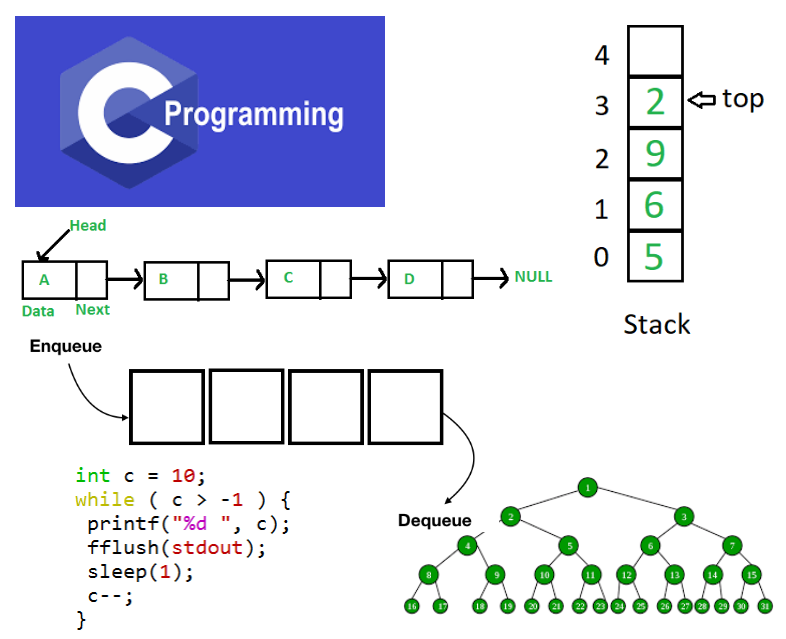 C Programming
4
3 2 top
2 9
1 6
0 5
Stack
Head
A B C D NULL
Data Next
Enqueue
Dequeue
int c = 10;
while ( c > -1 ) {
printf("%d ", c);
fflush(stdout);
sleep(1);
c--;
}
1
2 3
4 5 6 7
8 9 10 11 12 13 14 15
16 17 18 19 20 21 22 23 24 25 26 27 28 29 30 31